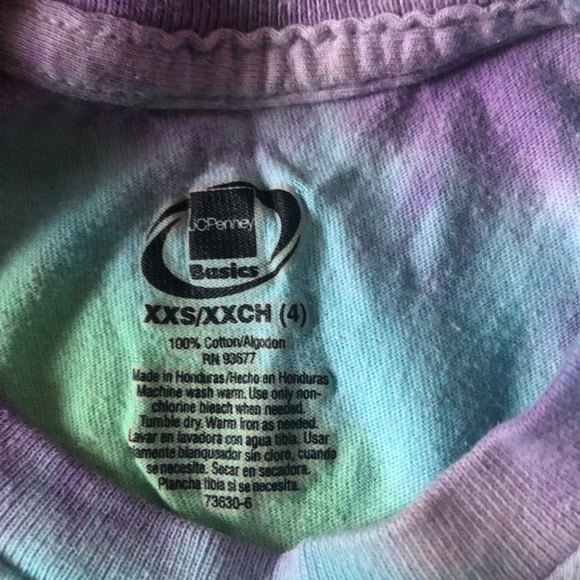 JCPenney
Basics
XXS/XXCH (4)
100% Cotton/Algodon
RN 93677
Made in Honduras/Hecho en Honduras
Machine wash warm. Use only non-
chlorine bleach when needed.
Tumble dry. Warm Iron as needed.
Lavar en lavadora con agua tibia. Usar
blanqueador sin cloro, cuando
se necesite. Secar en secadora.
Plancha tibia si se necesita.
73630-6